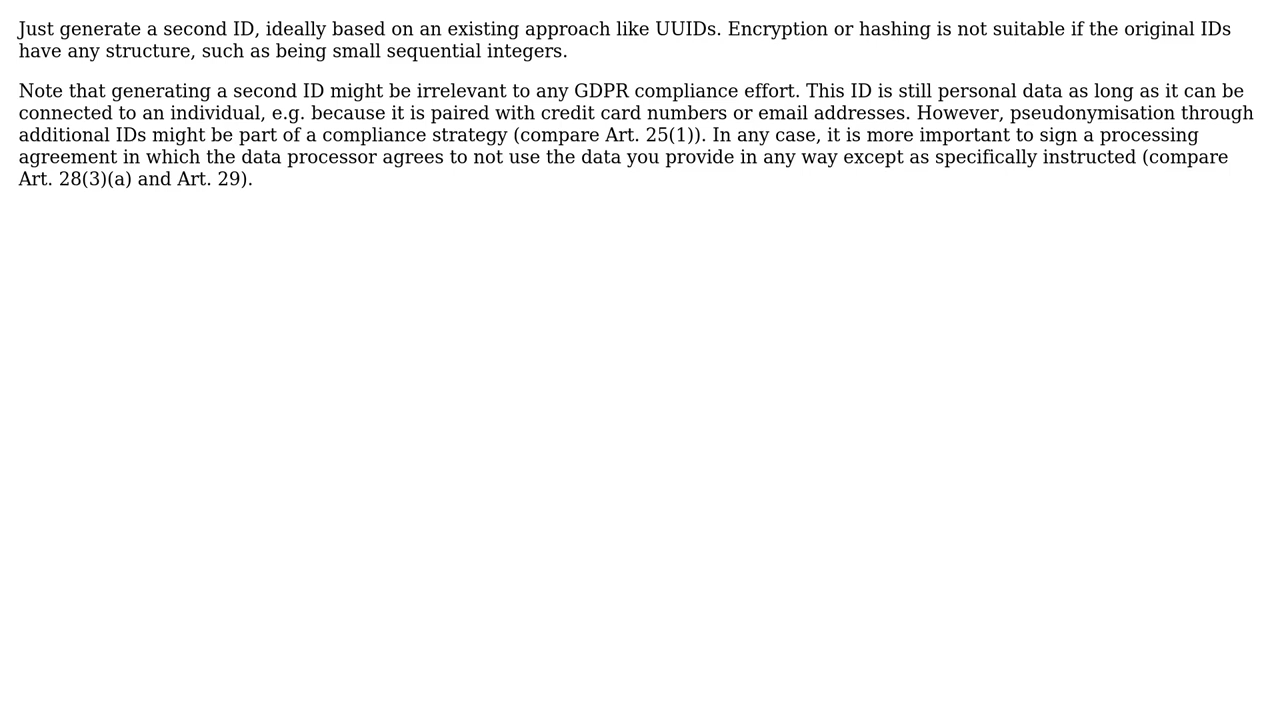 Just generate a second ID, ideally based on an existing approach like UUIDs. Encryption or hashing is not suitable if the original IDs
have any structure, such as being small sequential integers.
Note that generating a second ID might be irrelevant to any GDPR compliance effort. This ID is still personal data as long as it can be
connected to an individual, e.g. because it is paired with credit card numbers or email addresses. However, pseudonymisation through
additional IDs might be part of a compliance strategy (compare Art. 25(1)). In any case, it is more important to sign a processing
agreement in which the data processor agrees to not use the data you provide in any way except as specifically instructed (compare
Art. 28(3)(a) and Art. 29).